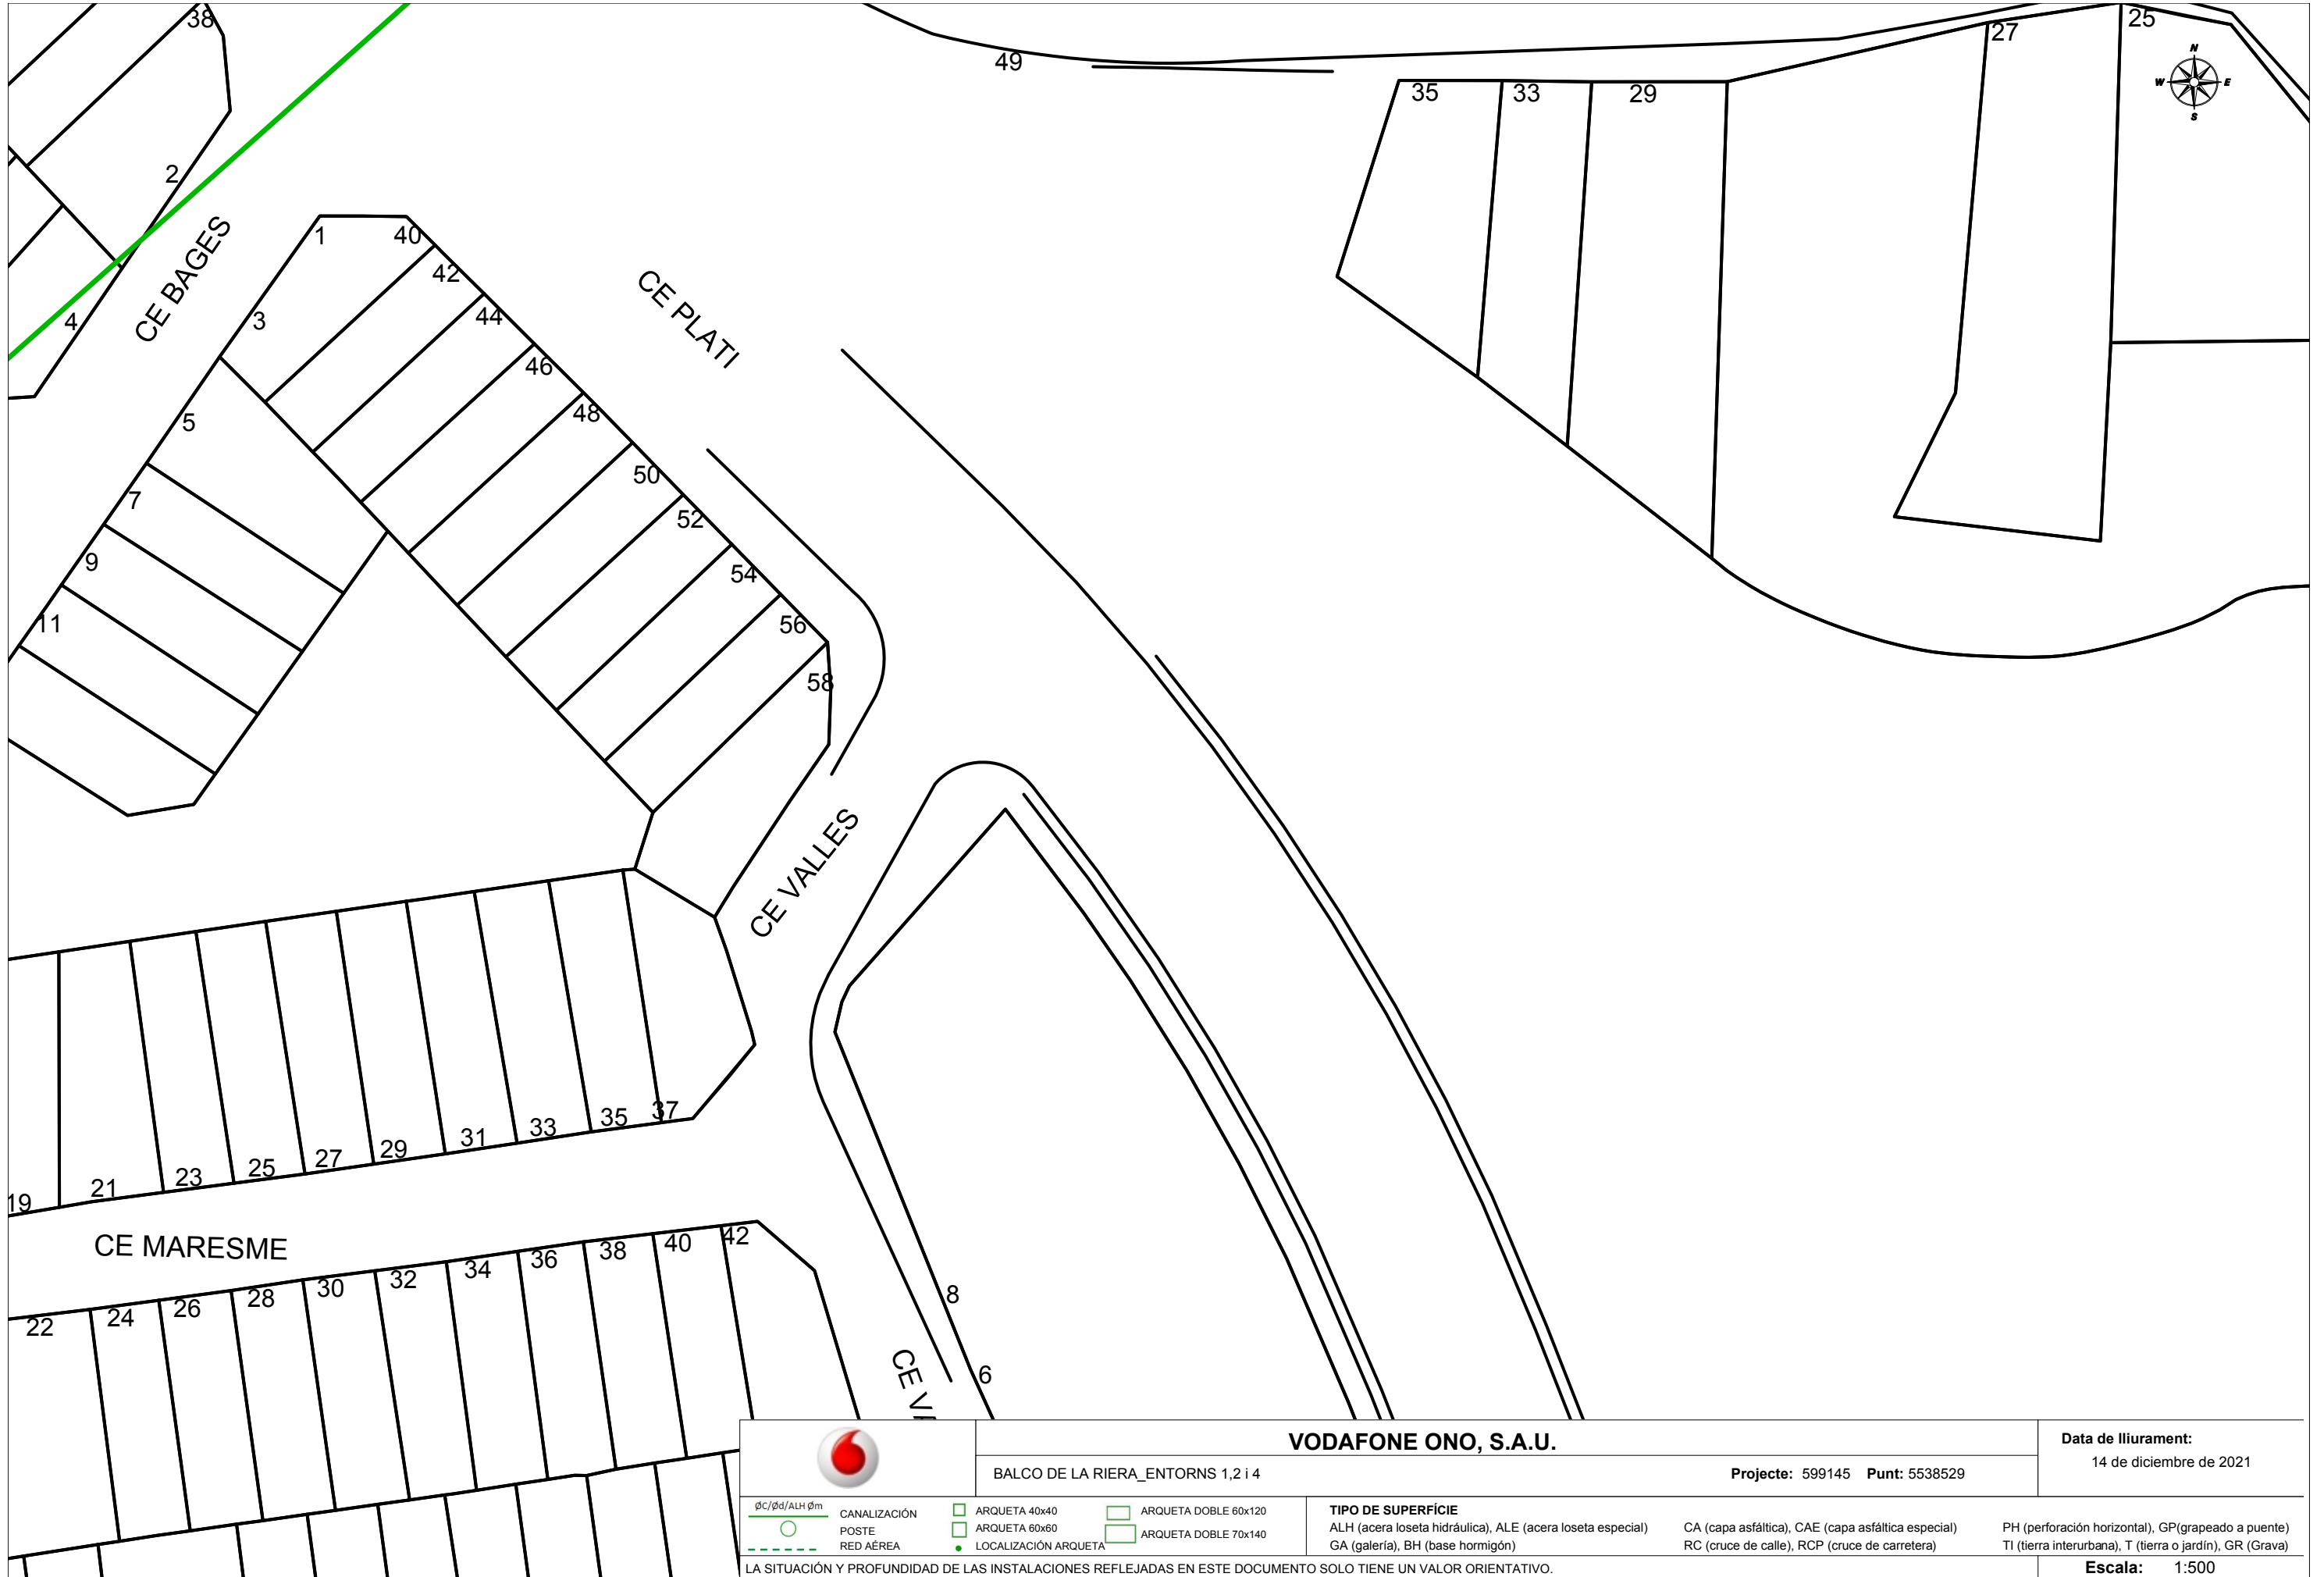 38
49
27
25
N
W E
S
35
33
29
2
1
40
42
44
46
48
50
52
54
56
58
CE BAGES
CE PLATI
3
4
5
7
9
11
CE VALLES
19
21
23
25
27
29
31
33
35
37
CE MARESME
22
24
26
28
30
32
34
36
38
40
42
8
6
CE VA
VODAFONE ONO, S.A.U.
BALCO DE LA RIERA_ENTORNS 1,2 i 4
Projecte: 599145 Punt: 5538529
Data de lliurament:
14 de diciembre de 2021
ØC/Ød/ALH Øm
CANALIZACIÓN
POSTE
RED AÉREA
ARQUETA 40x40
ARQUETA 60x60
LOCALIZACIÓN ARQUETA
ARQUETA DOBLE 60x120
ARQUETA DOBLE 70x140
TIPO DE SUPERFÍCIE
ALH (acera loseta hidráulica), ALE (acera loseta especial)
GA (galería), BH (base hormigón)
CA (capa asfáltica), CAE (capa asfáltica especial)
RC (cruce de calle), RCP (cruce de carretera)
PH (perforación horizontal), GP(grapeado a puente)
TI (tierra interurbana), T (tierra o jardín), GR (Grava)
LA SITUACIÓN Y PROFUNDIDAD DE LAS INSTALACIONES REFLEJADAS EN ESTE DOCUMENTO SOLO TIENE UN VALOR ORIENTATIVO.
Escala: 1:500